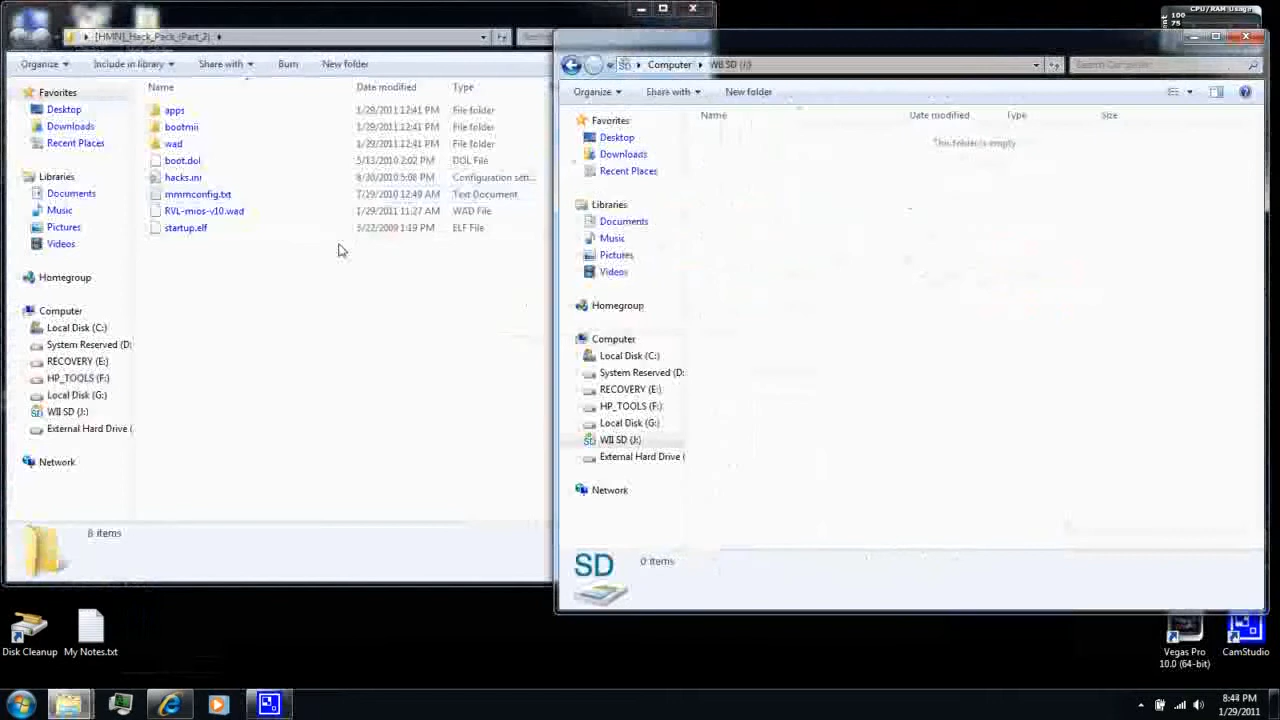 CPU/RAM Usage
100
75
[HMN]_Hack_Pack_(Part_2)
Organize
Include in library
Share with
Burn
New folder
Name
Date modified
Type
Favorites
Desktop
Downloads
Recent Places
Libraries
Documents
Music
Pictures
Videos
Homegroup
Computer
Local Disk (C:)
System Reserved (D:
RECOVERY (E:)
HP_TOOLS (F:)
Local Disk (G:)
WII SD (J:)
External Hard Drive (
Network
apps 1/29/2011 12:41 PM File folder
bootmii 1/29/2011 12:41 PM File folder
wad 1/29/2011 12:41 PM File folder
boot.dol 5/13/2010 2:02 PM DOL File
hacks.ini 8/30/2010 5:08 PM Configuration sett...
mmmconfig.txt 7/19/2010 12:49 AM Text Document
RVL-mios-v10.wad 1/29/2011 11:27 AM WAD File
startup.elf 5/22/2009 1:19 PM ELF File
8 items
Computer
WII SD (J:)
Organize
Share with
New folder
Name
Date modified
Type
Size
This folder is empty.
Favorites
Desktop
Downloads
Recent Places
Libraries
Documents
Music
Pictures
Videos
Homegroup
Computer
Local Disk (C:)
System Reserved (D:
RECOVERY (E:)
HP_TOOLS (F:)
Local Disk (G:)
SD
WII SD (J:)
External Hard Drive (
Network
SD
0 items
Disk Cleanup
My Notes.txt
Vegas Pro
10.0 (64-bit)
CamStudio
8:44 PM
1/29/2011